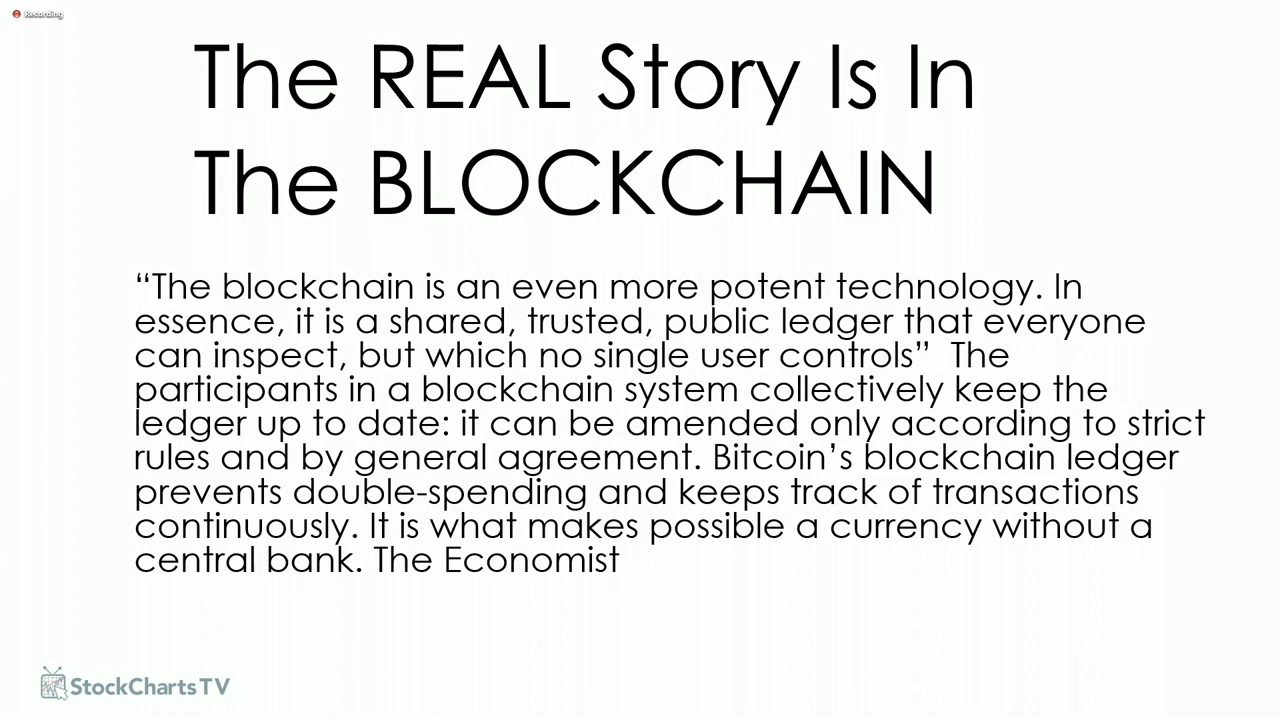 Recording
The REAL Story Is In
The BLOCKCHAIN
“The blockchain is an even more potent technology. In
essence, it is a shared, trusted, public ledger that everyone
can inspect, but which no single user controls”  The
participants in a blockchain system collectively keep the
ledger up to date: it can be amended only according to strict
rules and by general agreement. Bitcoin’s blockchain ledger
prevents double-spending and keeps track of transactions
continuously. It is what makes possible a currency without a
central bank. The Economist
StockChartsTV